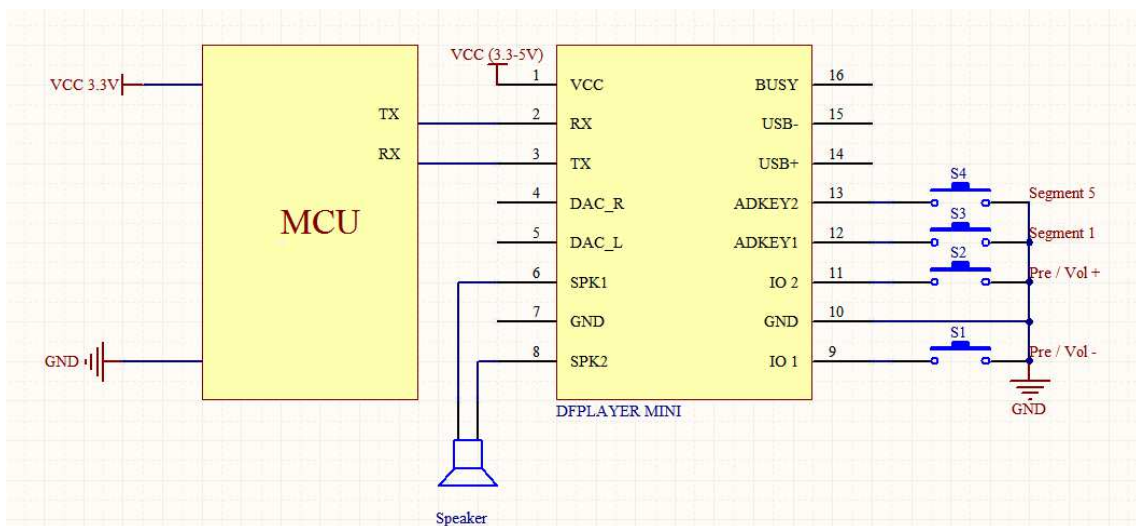 VCC 3.3V
GND
TX
RX
MCU
VCC (3.3-5V)
1 VCC BUSY 16
2 RX USB- 15
3 TX USB+ 14
4 DAC_R ADKEY2 13 S4 Segment 5
5 DAC_L ADKEY1 12 S3 Segment 1
6 SPK1 IO 2 11 S2 Pre / Vol +
7 GND GND 10
8 SPK2 IO 1 9 S1 Pre / Vol -
GND
DFPLAYER MINI
Speaker